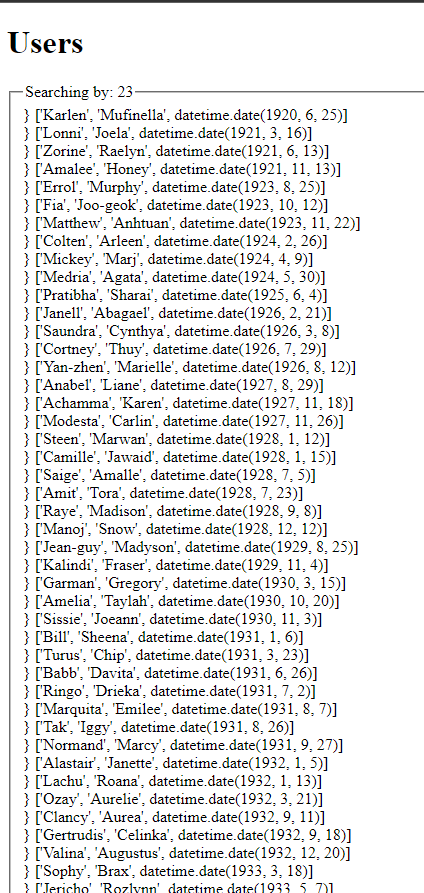 Users
Searching by: 23
} ['Karlen', 'Mufinella', datetime.date(1920, 6, 25)]
} ['Lonni', 'Joela', datetime.date(1921, 3, 16)]
} ['Zorine', 'Raelyn', datetime.date(1921, 6, 13)]
} ['Amalee', 'Honey', datetime.date(1921, 11, 13)]
} ['Errol', 'Murphy', datetime.date(1923, 8, 25)]
} ['Fia', 'Joo-geok', datetime.date(1923, 10, 12)]
} ['Matthew', 'Anhtuan', datetime.date(1923, 11, 22)]
} ['Colten', 'Arleen', datetime.date(1924, 2, 26)]
} ['Mickey', 'Marj', datetime.date(1924, 4, 9)]
} ['Medria', 'Agata', datetime.date(1924, 5, 30)]
} ['Pratibha', 'Sharai', datetime.date(1925, 6, 4)]
} ['Janell', 'Abagael', datetime.date(1926, 2, 21)]
} ['Saundra', 'Cynthya', datetime.date(1926, 3, 8)]
} ['Cortney', 'Thuy', datetime.date(1926, 7, 29)]
} ['Yan-zhen', 'Marielle', datetime.date(1926, 8, 12)]
} ['Anabel', 'Liane', datetime.date(1927, 8, 29)]
} ['Achamma', 'Karen', datetime.date(1927, 11, 18)]
} ['Modesta', 'Carlin', datetime.date(1927, 11, 26)]
} ['Steen', 'Marwan', datetime.date(1928, 1, 12)]
} ['Camille', 'Jawaid', datetime.date(1928, 1, 15)]
} ['Saige', 'Amalle', datetime.date(1928, 7, 5)]
} ['Amit', 'Tora', datetime.date(1928, 7, 23)]
} ['Raye', 'Madison', datetime.date(1928, 9, 8)]
} ['Manoj', 'Snow', datetime.date(1928, 12, 12)]
} ['Jean-guy', 'Madyson', datetime.date(1929, 8, 25)]
} ['Kalindi', 'Fraser', datetime.date(1929, 11, 4)]
} ['Garman', 'Gregory', datetime.date(1930, 3, 15)]
} ['Amelia', 'Taylah', datetime.date(1930, 10, 20)]
} ['Sissie', 'Joeann', datetime.date(1930, 11, 3)]
} ['Bill', 'Sheena', datetime.date(1931, 1, 6)]
} ['Turus', 'Chip', datetime.date(1931, 3, 23)]
} ['Babb', 'Davita', datetime.date(1931, 6, 26)]
} ['Ringo', 'Drieka', datetime.date(1931, 7, 2)]
} ['Marquita', 'Emilee', datetime.date(1931, 8, 7)]
} ['Tak', 'Iggy', datetime.date(1931, 8, 26)]
} ['Normand', 'Marcy', datetime.date(1931, 9, 27)]
} ['Alastair', 'Janette', datetime.date(1932, 1, 5)]
} ['Lachu', 'Roana', datetime.date(1932, 1, 13)]
} ['Ozay', 'Aurelie', datetime.date(1932, 3, 21)]
} ['Clancy', 'Aurea', datetime.date(1932, 9, 11)]
} ['Gertrudis', 'Celinka', datetime.date(1932, 9, 18)]
} ['Valina', 'Augustus', datetime.date(1932, 12, 20)]
} ['Sophy', 'Brax', datetime.date(1933, 3, 18)]
} ['Jericho', 'Rozlynn', datetime.date(1933, 5, 7)]